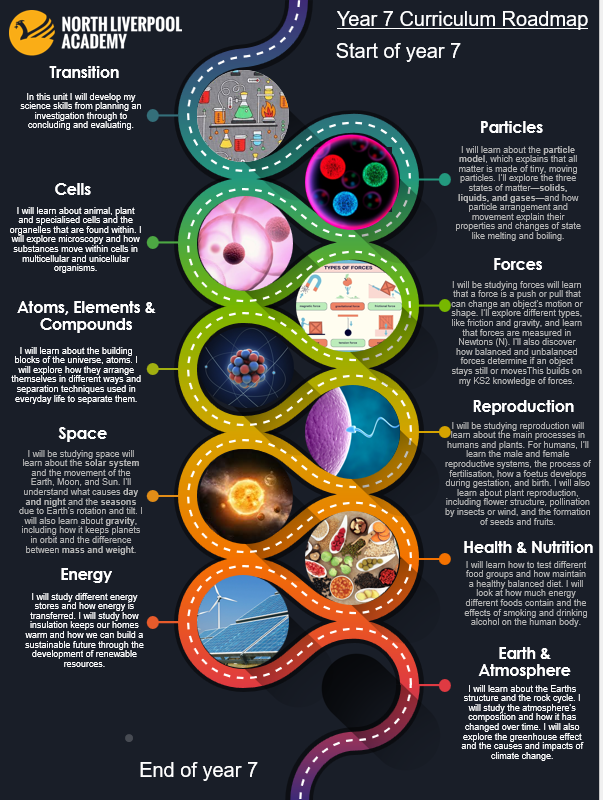 NORTH LIVERPOOL
ACADEMY
Year 7 Curriculum Roadmap
Start of year 7
Transition
In this unit I will develop my
science skills from planning an
investigation through to
concluding and evaluating.
Particles
I will learn about the particle
model, which explains that all
matter is made of tiny, moving
particles. I'll explore the three
states of matter—solids,
liquids, and gases—and how
particle arrangement and
movement explain their
properties and changes of state
like melting and boiling.
Cells
I will learn about animal, plant
and specialised cells and the
organelles that are found within. I
will explore microscopy and how
substances move within cells in
multicellular and unicellular
organisms.
Forces
I will be studying forces will learn
that a force is a push or pull that
can change an object's motion or
shape. I'll explore different types,
like friction and gravity, and learn
that forces are measured in
Newtons (N). I'll also discover
how balanced and unbalanced
forces determine if an object
stays still or movesThis builds on
my KS2 knowledge of forces.
TYPES OF FORCES
Atoms, Elements &
Compounds
I will learn about the building
blocks of the universe, atoms. I
will explore how they arrange
themselves in different ways and
separation techniques used in
everyday life to separate them.
Reproduction
I will be studying reproduction will
learn about the main processes in
humans and plants. For humans, I'll
learn the male and female
reproductive systems, the process of
fertilisation, how a foetus develops
during gestation, and birth. I will also
learn about plant reproduction,
including flower structure, pollination
by insects or wind, and the formation
of seeds and fruits.
Space
I will be studying space will
learn about the solar system
and the movement of the
Earth, Moon, and Sun. I'll
understand what causes day
and night and the seasons
due to Earth's rotation and tilt. I
will also learn about gravity,
including how it keeps planets
in orbit and the difference
between mass and weight.
Health & Nutrition
I will learn how to test different
food groups and how maintain
a healthy balanced diet. I will
look at how much energy
different foods contain and the
effects of smoking and drinking
alcohol on the human body.
Energy
I will study different energy
stores and how energy is
transferred. I will study how
insulation keeps our homes
warm and how we can build a
sustainable future through the
development of renewable
resources.
Earth &
Atmosphere
I will learn about the Earths
structure and the rock cycle. I
will study the atmosphere's
composition and how it has
changed over time. I will also
explore the greenhouse effect
and the causes and impacts of
climate change.
End of year 7